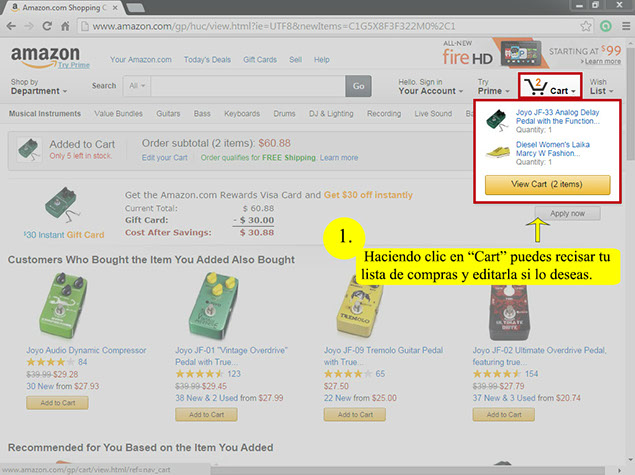 Amazon.com Shopping C
www.amazon.com/gp/huc/view.html?ie=UTF8&newItems=C1G5X8F3F322M0%2C1
amazon
Try Prime
Your Amazon.com Today's Deals Gift Cards Sell Help
ALL-NEW
fire HD
STARTING AT $99
Learn more
Shop by
Department
Search All Go
Hello. Sign in
Your Account
Try
Prime
2
Cart
Wish
List
Musical Instruments Variable Bundles Guitars Bass Keyboards Drums DJ & Lighting Recording Live Sound Ba
Added to Cart
Only 5 left in stock.
Order subtotal (2 items): $60.88
Edit your Cart Order qualifies for FREE Shipping. Learn more
Joyo JF-33 Analog Delay
Pedal with the Function...
Quantity: 1
Diesel Women's Laika
Marcy W Fashion...
Quantity: 1
View Cart (2 items)
Get the Amazon.com Rewards Visa Card and Get $30 off instantly
Current Total: $ 60.88
Gift Card: - $ 30.00
Cost After Savings: $ 30.88
$30 Instant Gift Card
Apply now
1.
Haciendo clic en “Cart” puedes recisar tu
lista de compras y editarla si lo deseas.
Customers Who Bought the Item You Added Also Bought
Joyo Audio Dynamic Compressor
84
$39.99 $29.28
30 New from $27.93
Add to Cart
Joyo JF-01 "Vintage Overdrive"
Pedal with True...
123
$39.99 $29.45
38 New & 2 Used from $27.99
Add to Cart
TREMOLO
Joyo JF-09 Tremolo Guitar Pedal
with True...
65
$27.50
22 New from $25.00
Add to Cart
ULTIMATE
DRIVE
Joyo JF-02 Ultimate Overdrive Pedal,
featuring true...
154
$39.99 $27.79
37 New & 3 Used from $20.74
Add to Cart
Recommended for You Based on the Item You Added
www.amazon.com/gp/cart/view.html/ref=nav_cart